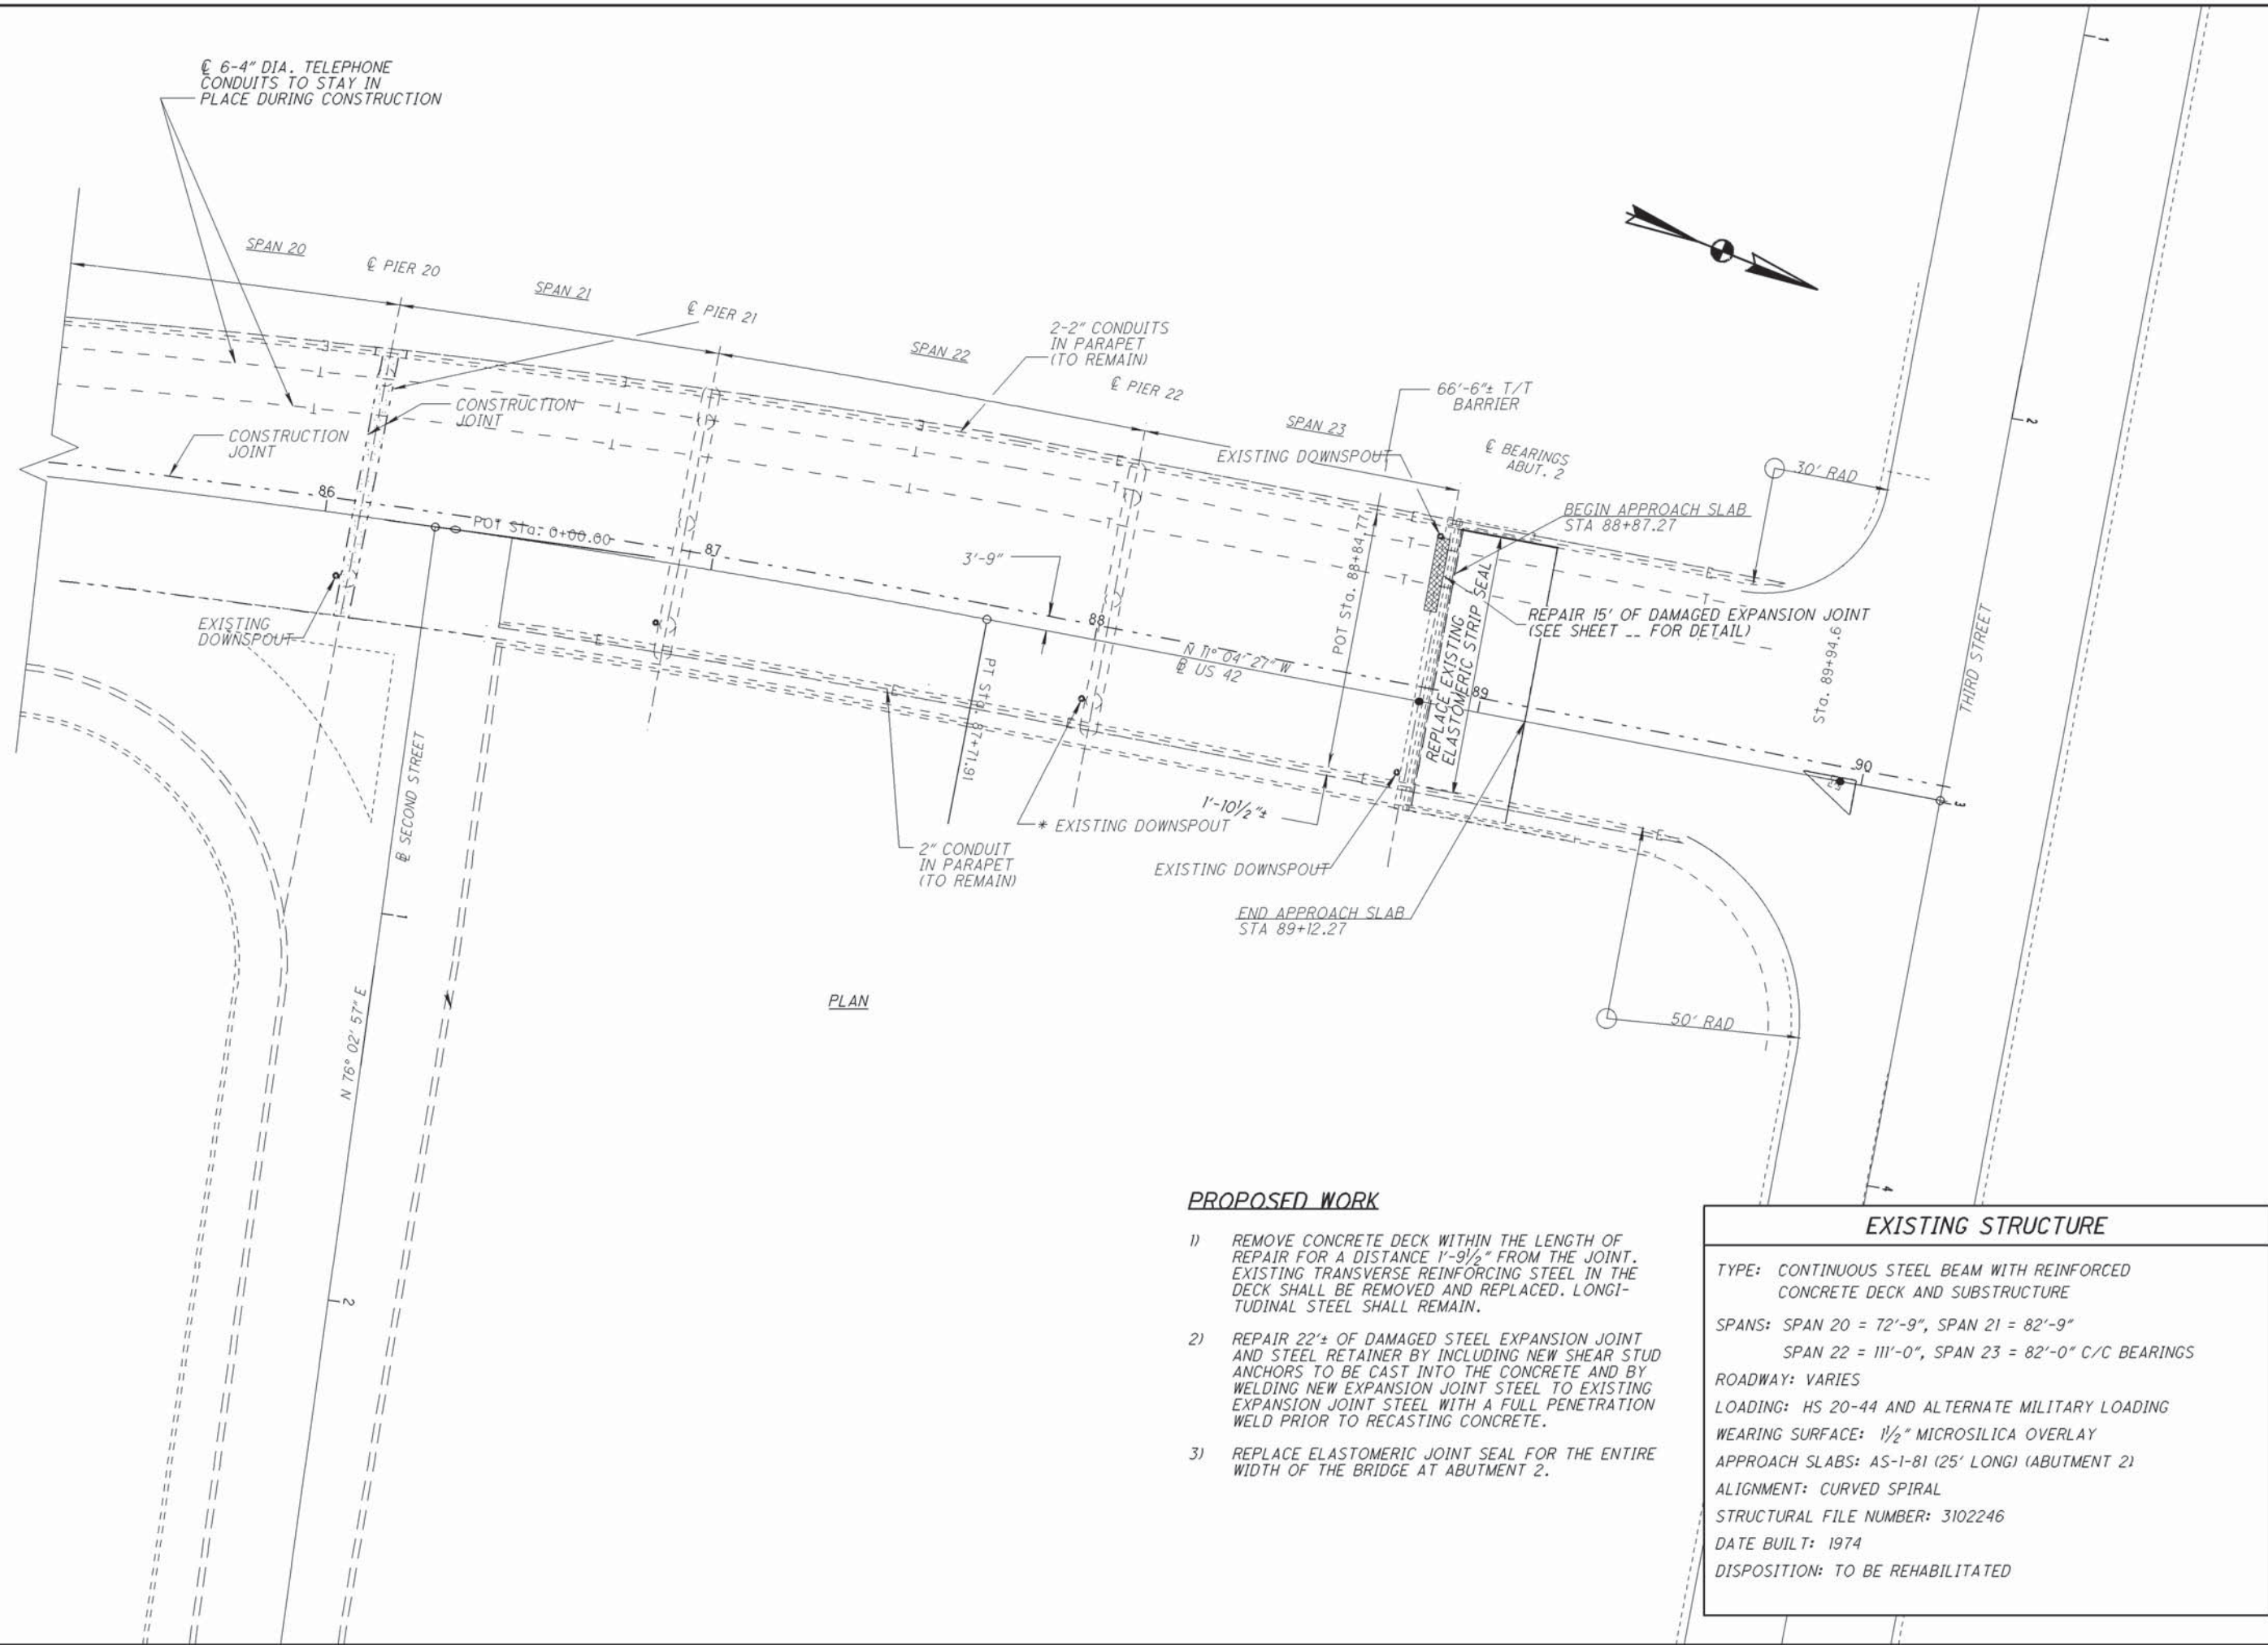 ℄ 6-4" DIA. TELEPHONE
CONDUITS TO STAY IN
PLACE DURING CONSTRUCTION
SPAN 20
℄ PIER 20
SPAN 21
℄ PIER 21
SPAN 22
2-2" CONDUITS
IN PARAPET
(TO REMAIN)
℄ PIER 22
66'-6"± T/T
BARRIER
SPAN 23
EXISTING DOWNSPOUT
℄ BEARINGS
ABUT. 2
30' RAD
BEGIN APPROACH SLAB
STA 88+87.27
CONSTRUCTION
JOINT
CONSTRUCTION
JOINT
86
POT Sta. 0+00.00
87
3'-9"
88
POT Sta. 88+84.77
N 11° 04' 27" W
℄ US 42
89
90
REPLACE EXISTING
ELASTOMERIC STRIP SEAL
REPAIR 15' OF DAMAGED EXPANSION JOINT
(SEE SHEET __ FOR DETAIL)
Sta. 89+94.6
THIRD STREET
1
2
3
4
EXISTING
DOWNSPOUT
℄ SECOND STREET
N 76° 02' 57" E
1
2
PT Sta. 87+71.91
1'-10½"±
* EXISTING DOWNSPOUT
2" CONDUIT
IN PARAPET
(TO REMAIN)
EXISTING DOWNSPOUT
END APPROACH SLAB
STA 89+12.27
50' RAD
PLAN
PROPOSED WORK
1) REMOVE CONCRETE DECK WITHIN THE LENGTH OF
REPAIR FOR A DISTANCE 1'-9½" FROM THE JOINT.
EXISTING TRANSVERSE REINFORCING STEEL IN THE
DECK SHALL BE REMOVED AND REPLACED. LONGI-
TUDINAL STEEL SHALL REMAIN.
2) REPAIR 22'± OF DAMAGED STEEL EXPANSION JOINT
AND STEEL RETAINER BY INCLUDING NEW SHEAR STUD
ANCHORS TO BE CAST INTO THE CONCRETE AND BY
WELDING NEW EXPANSION JOINT STEEL TO EXISTING
EXPANSION JOINT STEEL WITH A FULL PENETRATION
WELD PRIOR TO RECASTING CONCRETE.
3) REPLACE ELASTOMERIC JOINT SEAL FOR THE ENTIRE
WIDTH OF THE BRIDGE AT ABUTMENT 2.
EXISTING STRUCTURE
TYPE: CONTINUOUS STEEL BEAM WITH REINFORCED
CONCRETE DECK AND SUBSTRUCTURE
SPANS: SPAN 20 = 72'-9", SPAN 21 = 82'-9"
SPAN 22 = 111'-0", SPAN 23 = 82'-0" C/C BEARINGS
ROADWAY: VARIES
LOADING: HS 20-44 AND ALTERNATE MILITARY LOADING
WEARING SURFACE: 1½" MICROSILICA OVERLAY
APPROACH SLABS: AS-1-81 (25' LONG) (ABUTMENT 2)
ALIGNMENT: CURVED SPIRAL
STRUCTURAL FILE NUMBER: 3102246
DATE BUILT: 1974
DISPOSITION: TO BE REHABILITATED